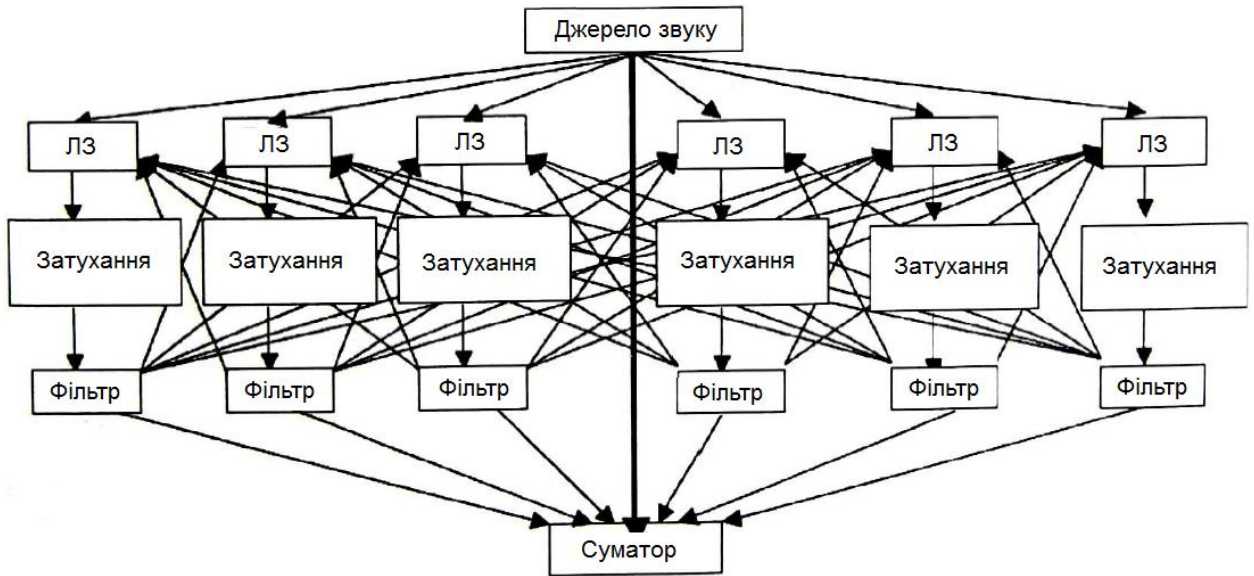 Джерело звуку
ЛЗ ЛЗ ЛЗ ЛЗ ЛЗ ЛЗ
Затухання Затухання Затухання Затухання Затухання Затухання
Фільтр Фільтр Фільтр Фільтр Фільтр Фільтр
Суматор